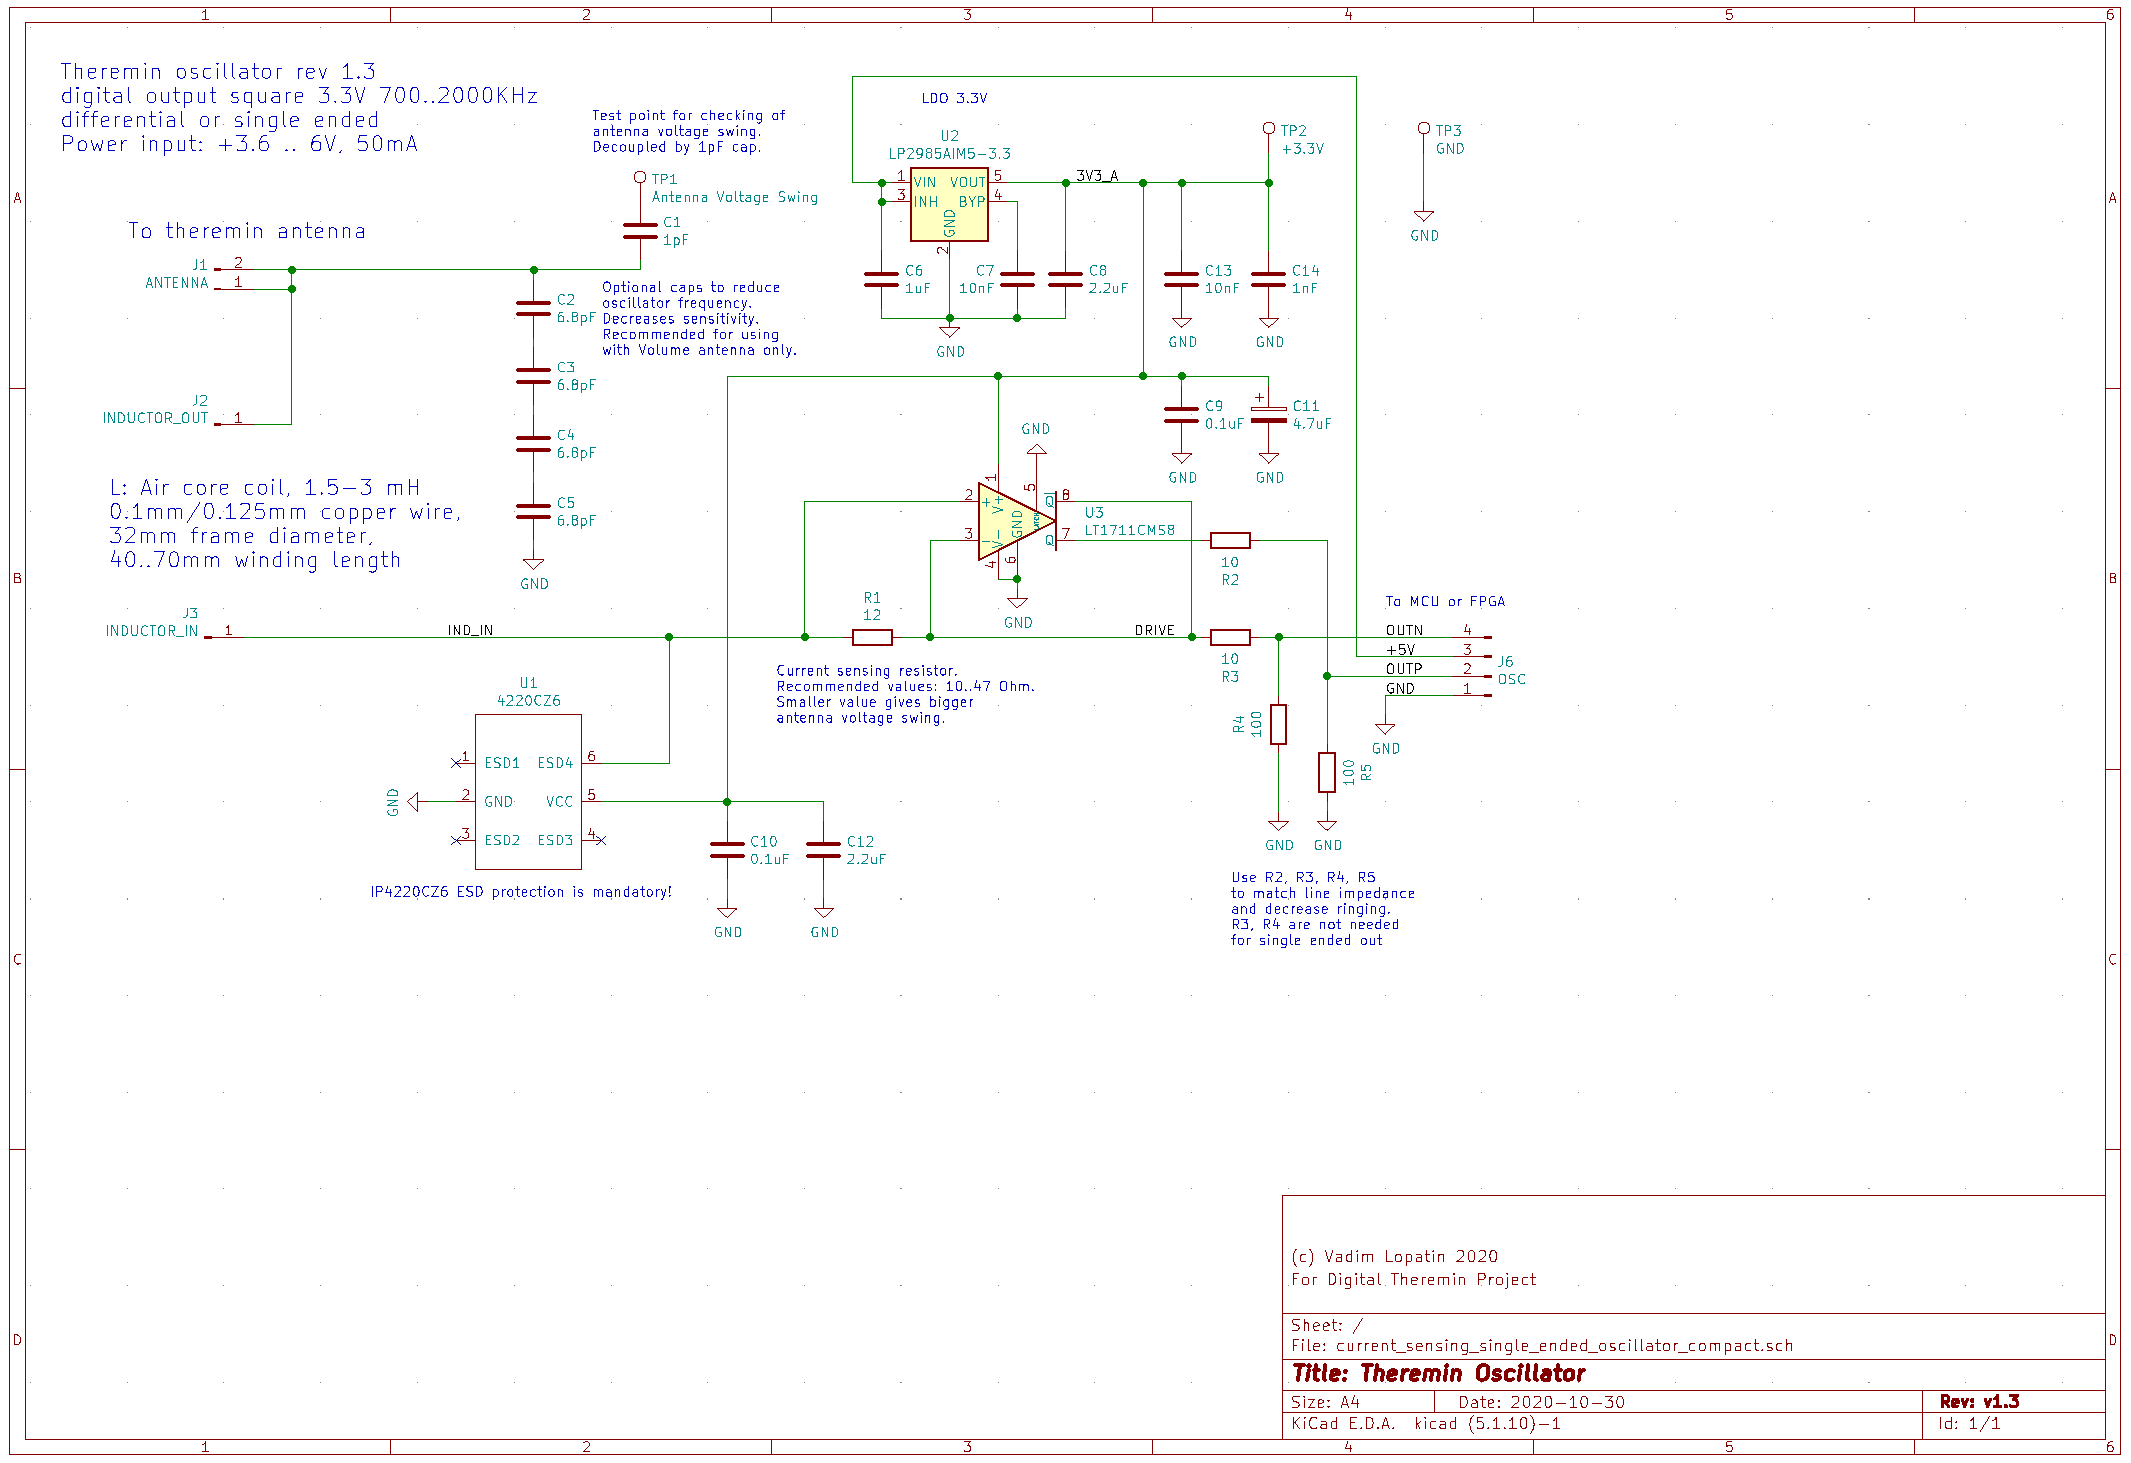 1 2 3 4 5 6
A
B
C
D
A
B
C
D
1 2 3 4 5 6
Theremin oscillator rev 1.3
digital output square 3.3V 700..2000KHz
differential or single ended
Power input: +3.6 .. 6V, 50mA
Test point for checking of
antenna voltage swing.
Decoupled by 1pF cap.
TP1
Antenna Voltage Swing
C1
1pF
To theremin antenna
J1
ANTENNA
2
1
J2
INDUCTOR_OUT
1
C2
6.8pF
C3
6.8pF
C4
6.8pF
C5
6.8pF
GND
Optional caps to reduce
oscillator frequency.
Decreases sensitivity.
Recommended for using
with Volume antenna only.
L: Air core coil, 1.5-3 mH
0.1mm/0.125mm copper wire,
32mm frame diameter,
40..70mm winding length
LDO 3.3V
U2
LP2985AIM5-3.3
1 VIN VOUT 5
3 INH BYP 4
GND
2
3V3_A
TP2
+3.3V
TP3
GND
GND
C6
1uF
C7
10nF
C8
2.2uF
C13
10nF
C14
1nF
GND
GND
GND
C9
0.1uF
+
C11
4.7uF
GND
GND
GND
1
5
2 + V+ Q 8
3 - V- GND Q 7
4
6
U3
LT1711CMS8
GND
10
R2
J3
INDUCTOR_IN
1
IND_IN
R1
12
DRIVE
10
R3
To MCU or FPGA
OUTN 4
+5V 3
OUTP 2
GND 1
J6
OSC
GND
Current sensing resistor.
Recommended values: 10..47 Ohm.
Smaller value gives bigger
antenna voltage swing.
R4
100
100
R5
GND
GND
U1
4220CZ6
1 ESD1 ESD4 6
GND 2 GND VCC 5
3 ESD2 ESD3 4
C10
0.1uF
C12
2.2uF
GND
GND
IP4220CZ6 ESD protection is mandatory!
Use R2, R3, R4, R5
to match line impedance
and decrease ringing.
R3, R4 are not needed
for single ended out
(c) Vadim Lopatin 2020
For Digital Theremin Project
Sheet: /
File: current_sensing_single_ended_oscillator_compact.sch
Title: Theremin Oscillator
Size: A4 Date: 2020-10-30 Rev: v1.3
KiCad E.D.A. kicad (5.1.10)-1 Id: 1/1